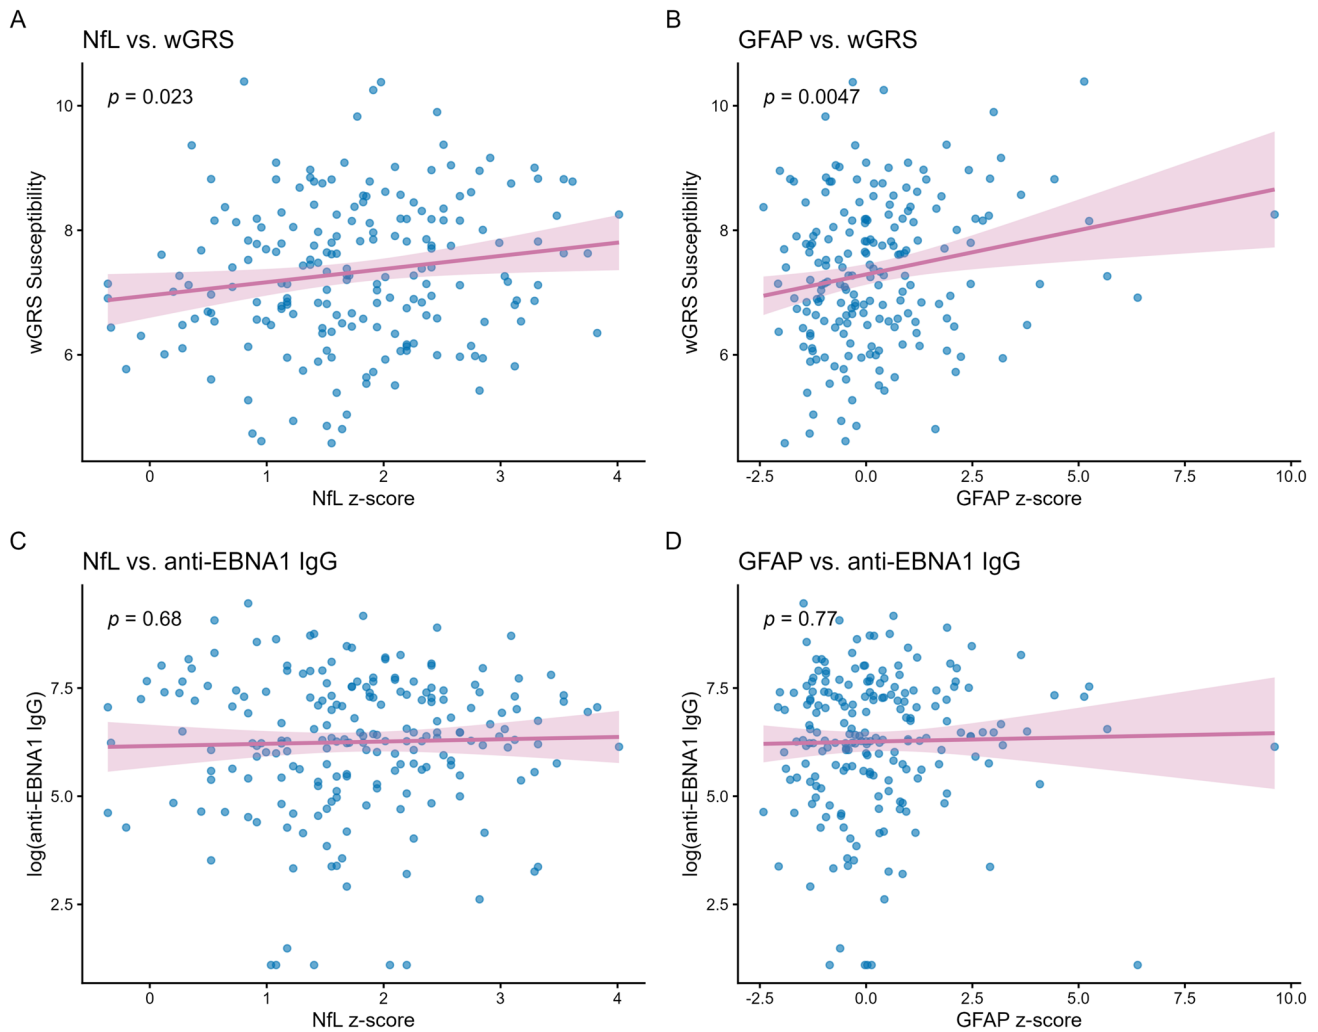 A
NfL vs. wGRS
p = 0.023
wGRS Susceptibility
10
8
6
0 1 2 3 4
NfL z-score
B
GFAP vs. wGRS
p = 0.0047
wGRS Susceptibility
10
8
6
-2.5 0.0 2.5 5.0 7.5 10.0
GFAP z-score
C
NfL vs. anti-EBNA1 IgG
p = 0.68
log(anti-EBNA1 IgG)
7.5
5.0
2.5
0 1 2 3 4
NfL z-score
D
GFAP vs. anti-EBNA1 IgG
p = 0.77
log(anti-EBNA1 IgG)
7.5
5.0
2.5
-2.5 0.0 2.5 5.0 7.5 10.0
GFAP z-score